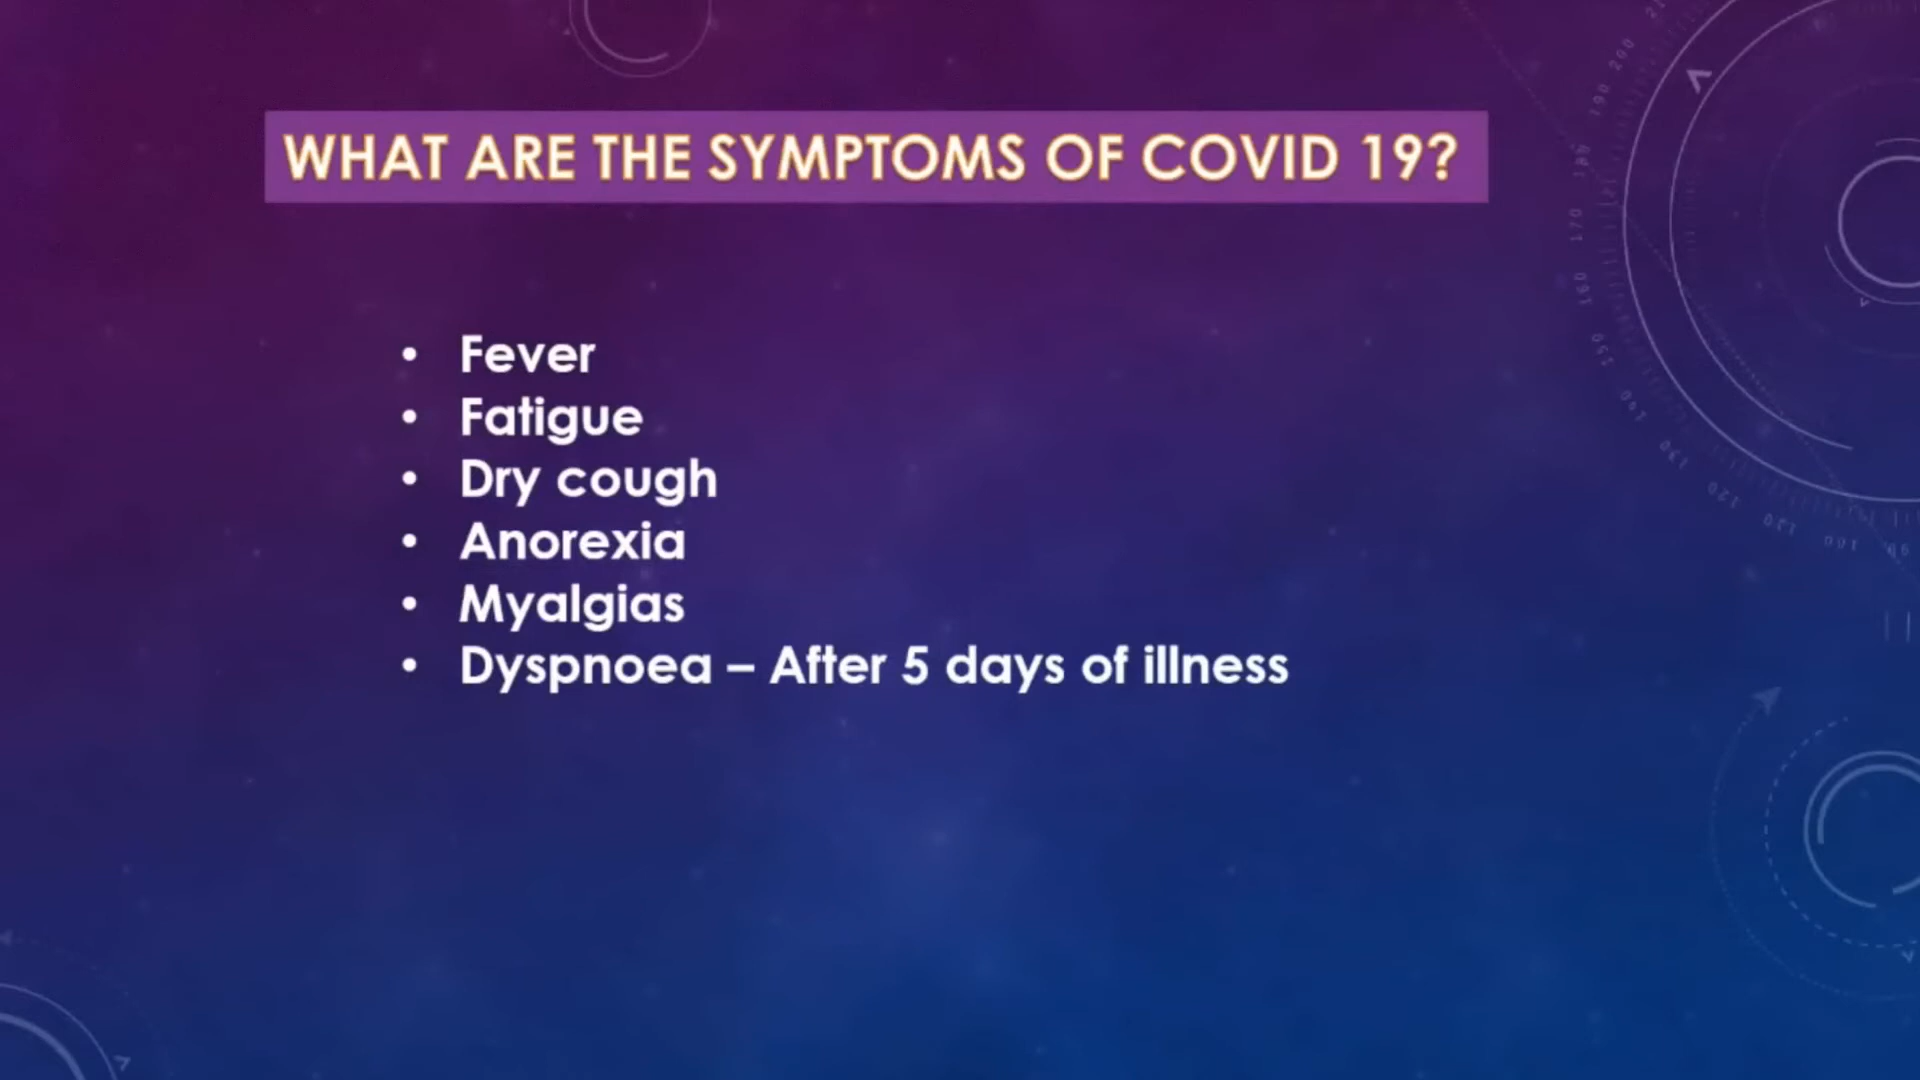 WHAT ARE THE SYMPTOMS OF COVID 19?
• Fever
• Fatigue
• Dry cough
• Anorexia
• Myalgias
• Dyspnoea – After 5 days of illness